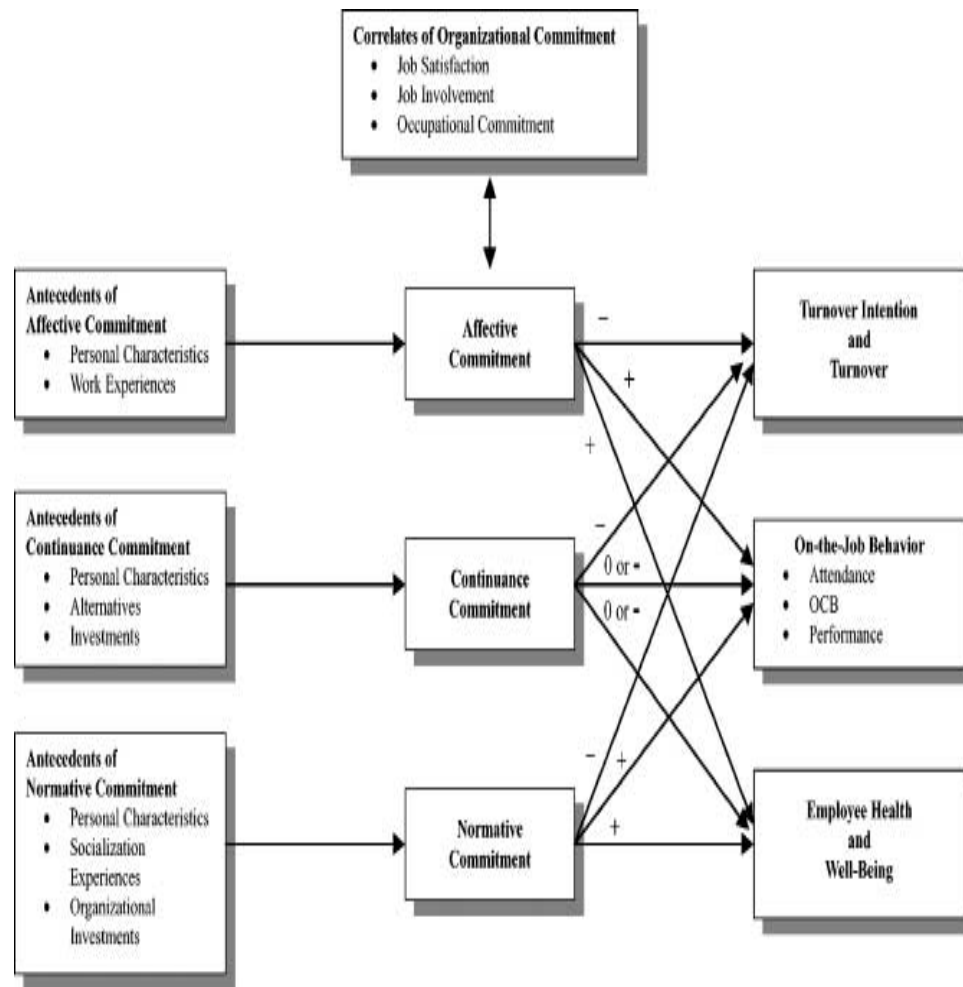 Correlates of Organizational Commitment
• Job Satisfaction
• Job Involvement
• Occupational Commitment
Antecedents of
Affective Commitment
• Personal Characteristics
• Work Experiences
Affective
Commitment
Turnover Intention
and
Turnover
−
+
+
Antecedents of
Continuance Commitment
• Personal Characteristics
• Alternatives
• Investments
Continuance
Commitment
−
0 or -
0 or -
On-the-Job Behavior
• Attendance
• OCB
• Performance
Antecedents of
Normative Commitment
• Personal Characteristics
• Socialization
Experiences
• Organizational
Investments
Normative
Commitment
−
+
+
Employee Health
and
Well-Being